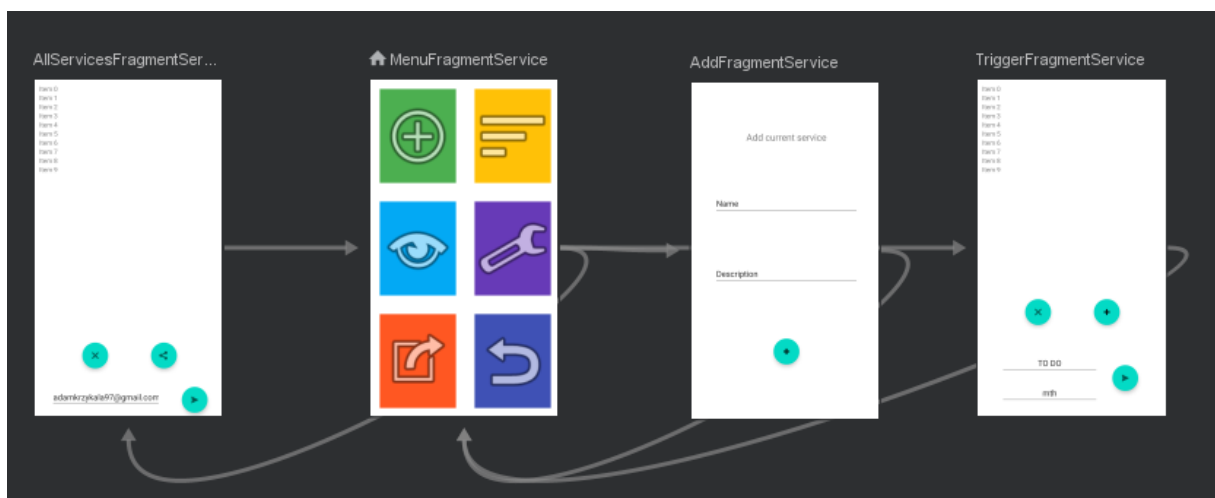 AllServicesFragmentSer...
MenuFragmentService
AddFragmentService
TriggerFragmentService
Item 0
Item 1
Item 2
Item 3
Item 4
Item 5
Item 6
Item 7
Item 8
Item 9
adamkrzykala97@gmail.com
Add current service
Name
Description
Item 0
Item 1
Item 2
Item 3
Item 4
Item 5
Item 6
Item 7
Item 8
Item 9
TO DO
mth